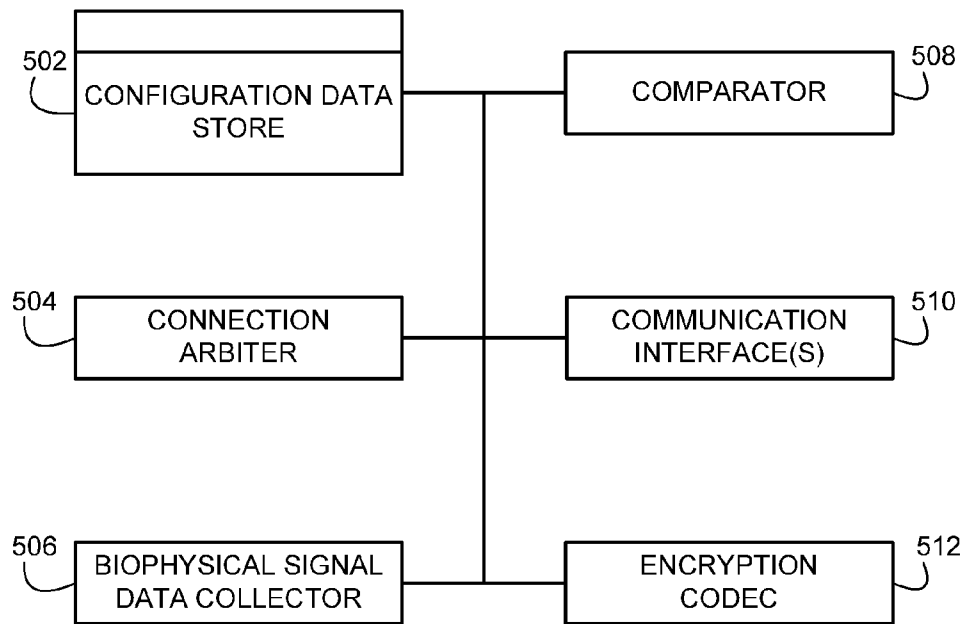 502
CONFIGURATION DATA
STORE
508
COMPARATOR
504
CONNECTION
ARBITER
510
COMMUNICATION
INTERFACE(S)
506
BIOPHYSICAL SIGNAL
DATA COLLECTOR
512
ENCRYPTION
CODEC